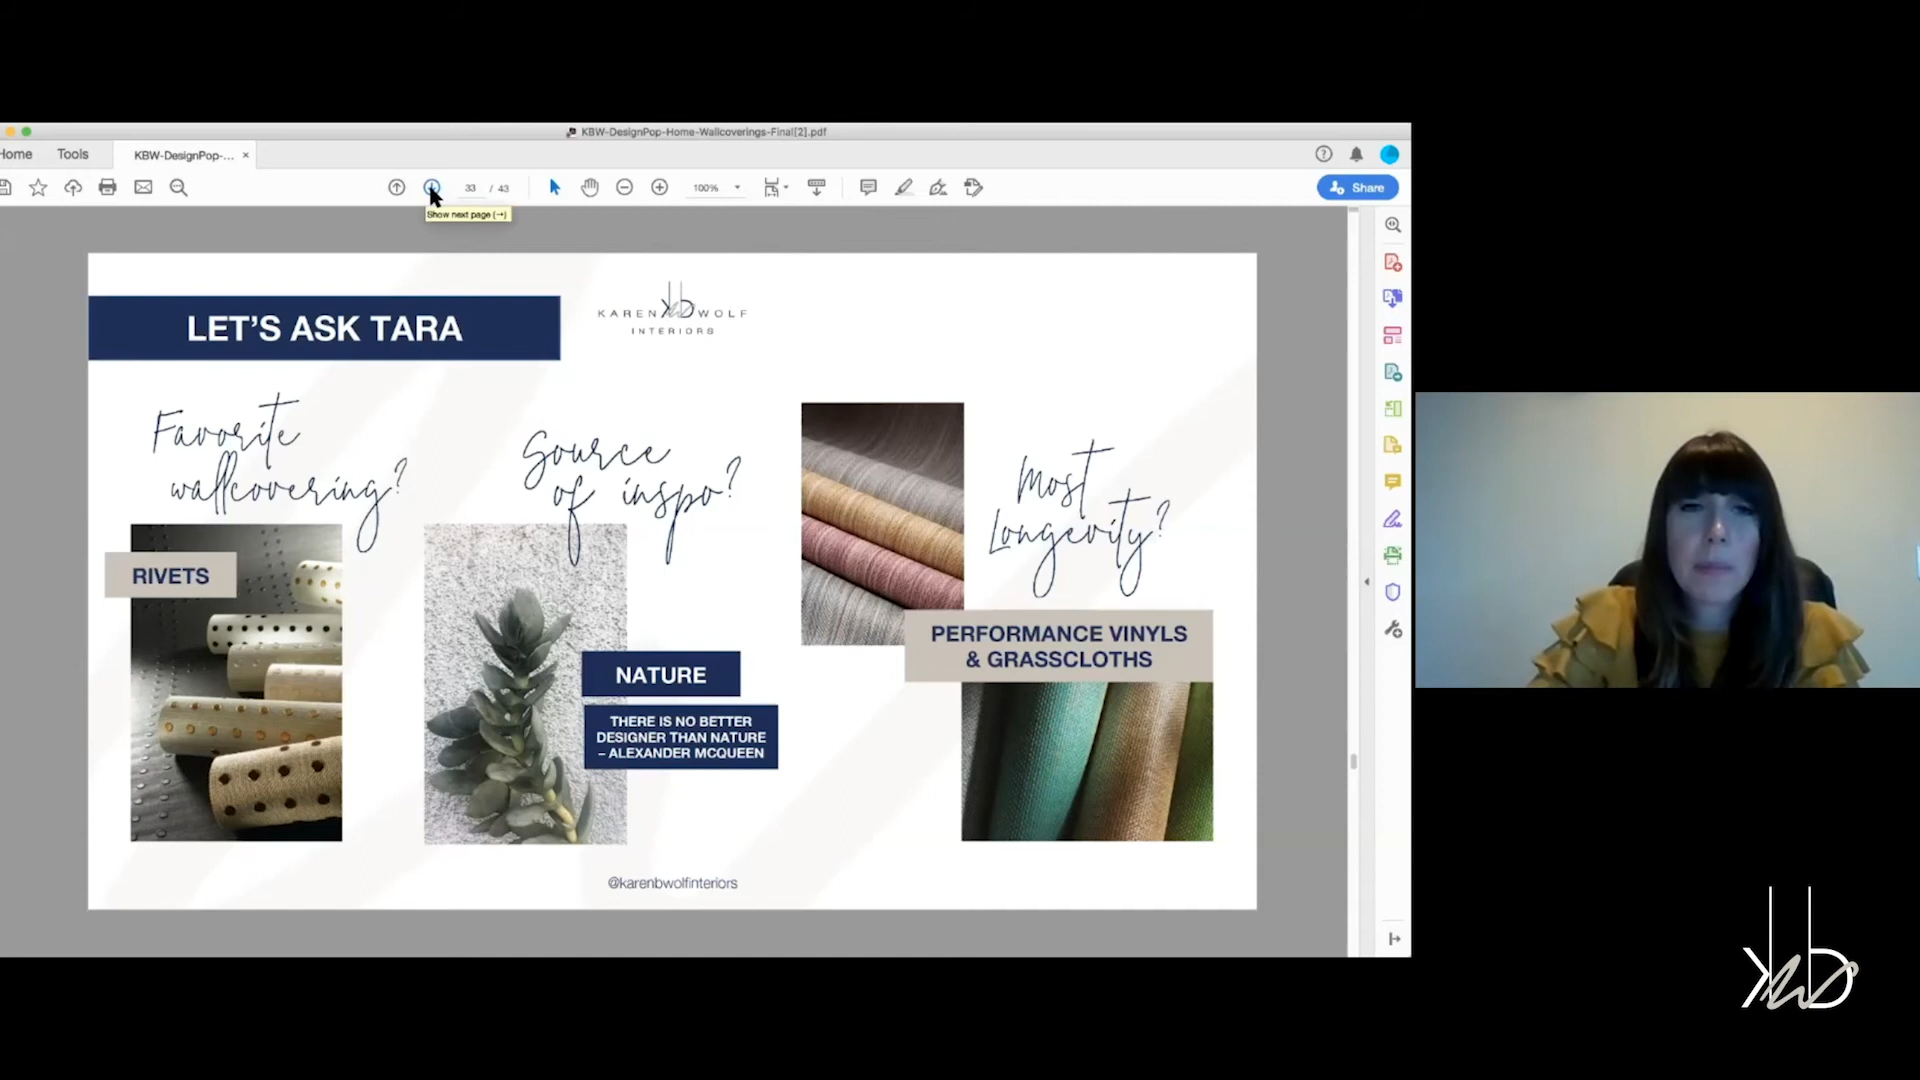 KBW-DesignPop-Home-Wallcoverings-Final[2].pdf
Home
Tools
KBW-DesignPop-... ×
33 / 43
100%
Share
Show next page (→)
LET'S ASK TARA
KAREN WOLF
INTERIORS
Favorite
wallcovering?
RIVETS
Source
of inspo?
NATURE
THERE IS NO BETTER
DESIGNER THAN NATURE
– ALEXANDER MCQUEEN
Most
Longevity?
PERFORMANCE VINYLS
& GRASSCLOTHS
@karenbwolfinteriors